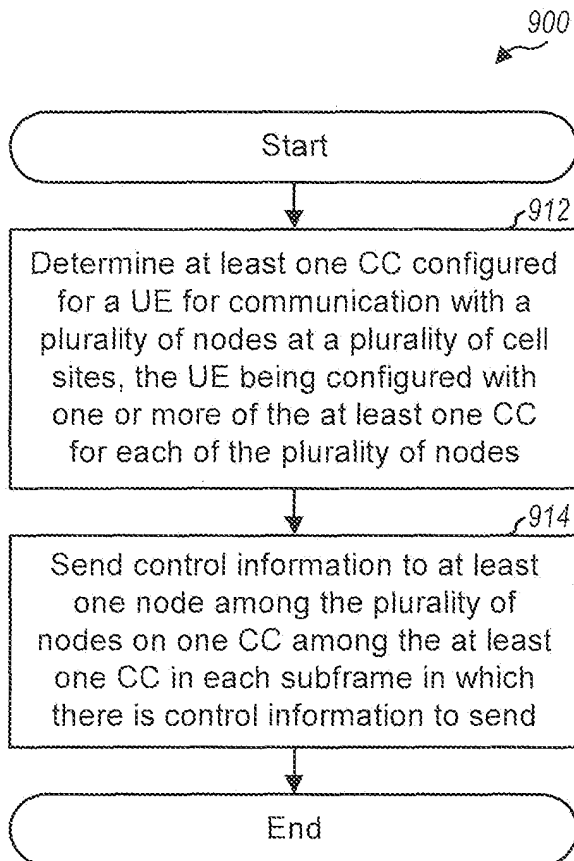 900
Start
912
Determine at least one CC configured
for a UE for communication with a
plurality of nodes at a plurality of cell
sites, the UE being configured with
one or more of the at least one CC
for each of the plurality of nodes
914
Send control information to at least
one node among the plurality of
nodes on one CC among the at least
one CC in each subframe in which
there is control information to send
End